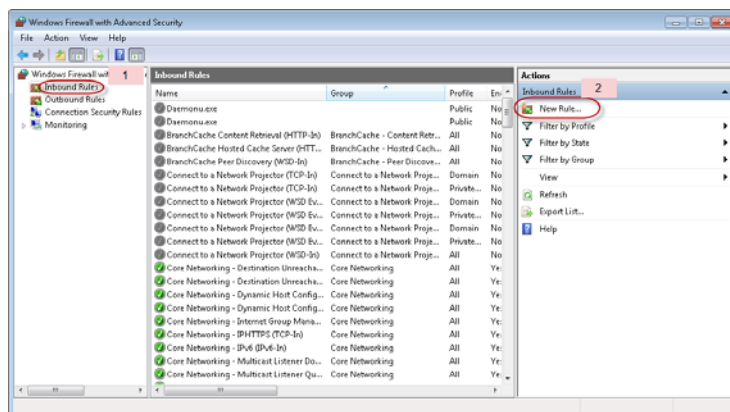 Windows Firewall with Advanced Security
File Action View Help
Windows Firewall wit
1
Inbound Rules
Outbound Rules
Connection Security Rules
Monitoring
Inbound Rules
Name Group Profile En
Daemonu.exe Public No
Daemonu.exe Public No
BranchCache Content Retrieval (HTTP-In) BranchCache - Content Retr... All No
BranchCache Hosted Cache Server (HTT... BranchCache - Hosted Cach... All No
BranchCache Peer Discovery (WSD-In) BranchCache - Peer Discove... All No
Connect to a Network Projector (TCP-In) Connect to a Network Proje... Domain No
Connect to a Network Projector (TCP-In) Connect to a Network Proje... Private... No
Connect to a Network Projector (WSD Ev... Connect to a Network Proje... Domain No
Connect to a Network Projector (WSD Ev... Connect to a Network Proje... Private... No
Connect to a Network Projector (WSD Ev... Connect to a Network Proje... Domain No
Connect to a Network Projector (WSD Ev... Connect to a Network Proje... Private... No
Connect to a Network Projector (WSD-In) Connect to a Network Proje... All No
Core Networking - Destination Unreacha... Core Networking All Ye
Core Networking - Destination Unreacha... Core Networking All Ye
Core Networking - Dynamic Host Config... Core Networking All Ye
Core Networking - Dynamic Host Config... Core Networking All Ye
Core Networking - Internet Group Mana... Core Networking All Ye
Core Networking - IPHTTPS (TCP-In) Core Networking All Ye
Core Networking - IPv6 (IPv6-In) Core Networking All Ye
Core Networking - Multicast Listener Do... Core Networking All Ye
Core Networking - Multicast Listener Qu... Core Networking All Ye
Actions
Inbound Rules
2
New Rule...
Filter by Profile
Filter by State
Filter by Group
View
Refresh
Export List...
Help